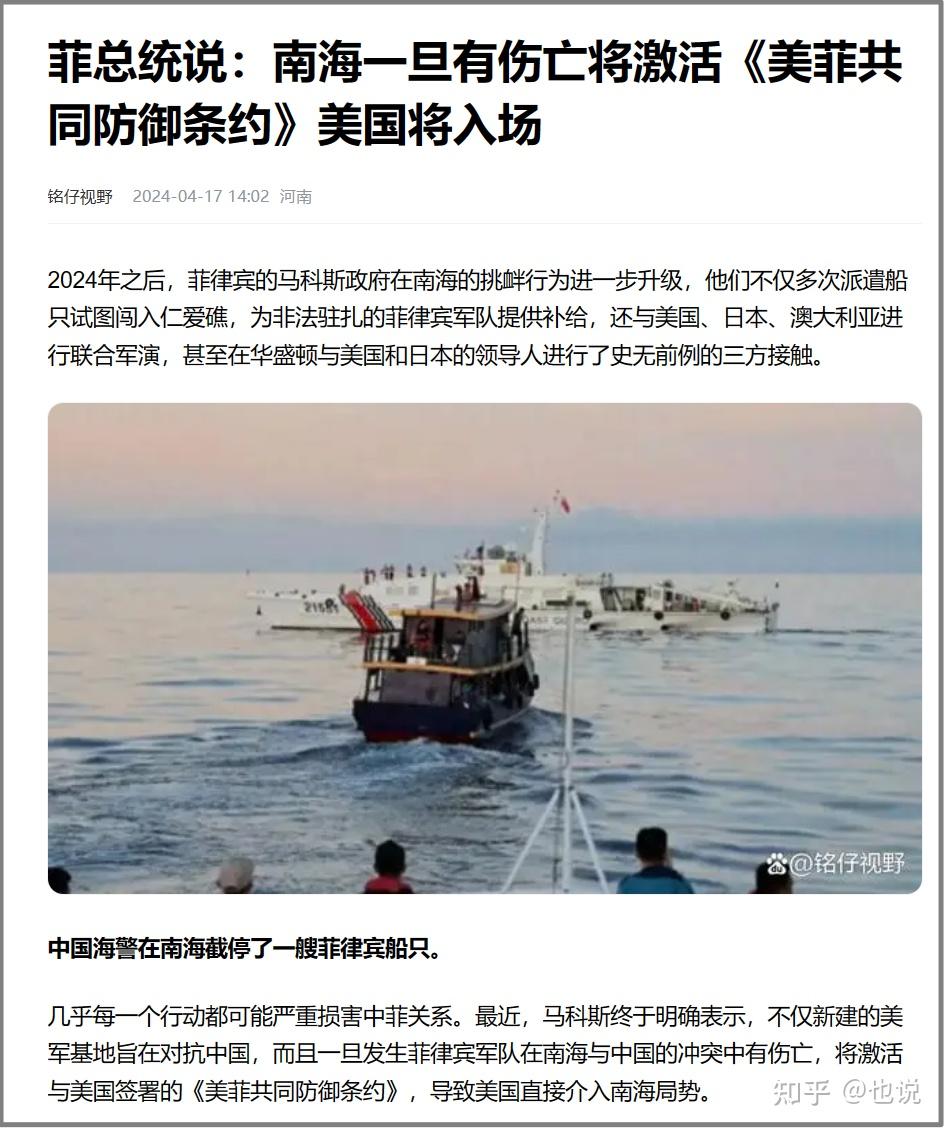 菲总统说：南海一旦有伤亡将激活《美菲共
同防御条约》美国将入场
铭仔视野 2024-04-17 14:02 河南
2024年之后，菲律宾的马科斯政府在南海的挑衅行为进一步升级，他们不仅多次派遣船
只试图闯入仁爱礁，为非法驻扎的菲律宾军队提供补给，还与美国、日本、澳大利亚进
行联合军演，甚至在华盛顿与美国和日本的领导人进行了史无前例的三方接触。
@铭仔视野
中国海警在南海截停了一艘菲律宾船只。
几乎每一个行动都可能严重损害中菲关系。最近，马科斯终于明确表示，不仅新建的美
军基地旨在对抗中国，而且一旦发生菲律宾军队在南海与中国的冲突中有伤亡，将激活
与美国签署的《美菲共同防御条约》，导致美国直接介入南海局势。
知乎 @也说